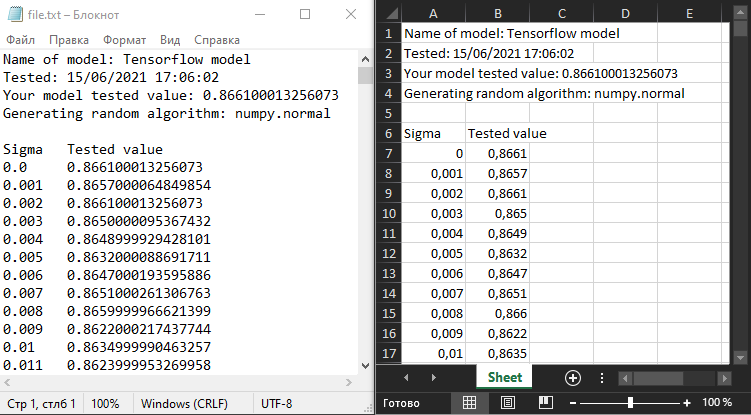 file.txt – Блокнот
Файл Правка Формат Вид Справка
Name of model: Tensorflow model
Tested: 15/06/2021 17:06:02
Your model tested value: 0.866100013256073
Generating random algorithm: numpy.normal
Sigma Tested value
0.0 0.866100013256073
0.001 0.8657000064849854
0.002 0.866100013256073
0.003 0.8650000095367432
0.004 0.8648999929428101
0.005 0.8632000088691711
0.006 0.8647000193595886
0.007 0.8651000261306763
0.008 0.8659999966621399
0.009 0.8622000217437744
0.01 0.8634999990463257
0.011 0.8623999953269958
Стр 1, стлб 1 100% Windows (CRLF) UTF-8
A B C D E
1 Name of model: Tensorflow model
2 Tested: 15/06/2021 17:06:02
3 Your model tested value: 0.866100013256073
4 Generating random algorithm: numpy.normal
5
6 Sigma Tested value
7 0 0,8661
8 0,001 0,8657
9 0,002 0,8661
10 0,003 0,865
11 0,004 0,8649
12 0,005 0,8632
13 0,006 0,8647
14 0,007 0,8651
15 0,008 0,866
16 0,009 0,8622
17 0,01 0,8635
Sheet
Готово 100 %